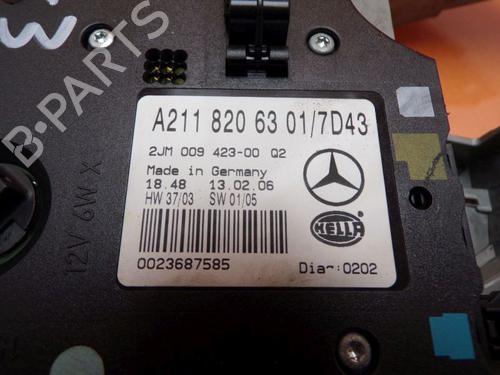 A211 820 63 01/7D43
2JM 009 423-00 Q2
Made in Germany
18.48 13.02.06
HW 37/03 SW 01/05
HELLA
0023687585
Dia-:0202
12V 6W X
B-PARTS